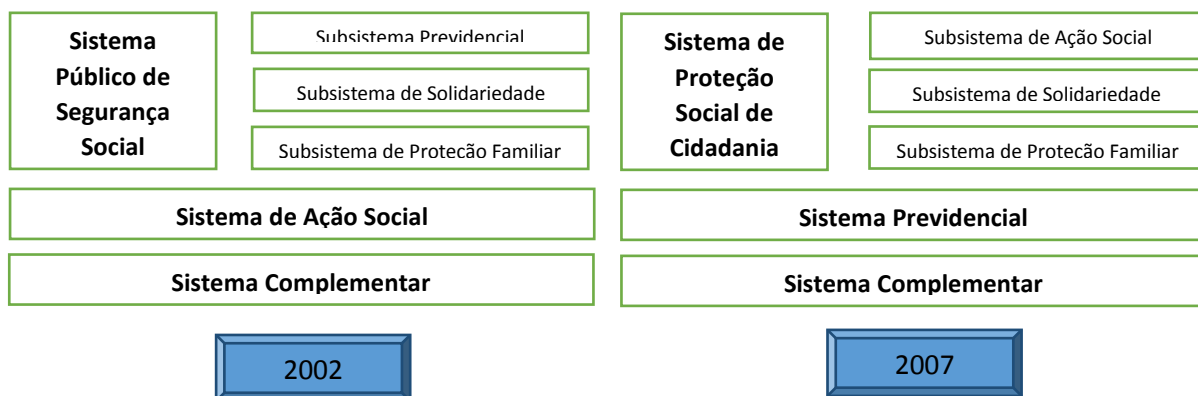 Sistema
Público de
Segurança
Social
Subsistema Previdencial
Subsistema de Solidariedade
Subsistema de Proteção Familiar
Sistema de Ação Social
Sistema Complementar
2002
Sistema de
Proteção
Social de
Cidadania
Subsistema de Ação Social
Subsistema de Solidariedade
Subsistema de Proteção Familiar
Sistema Previdencial
Sistema Complementar
2007